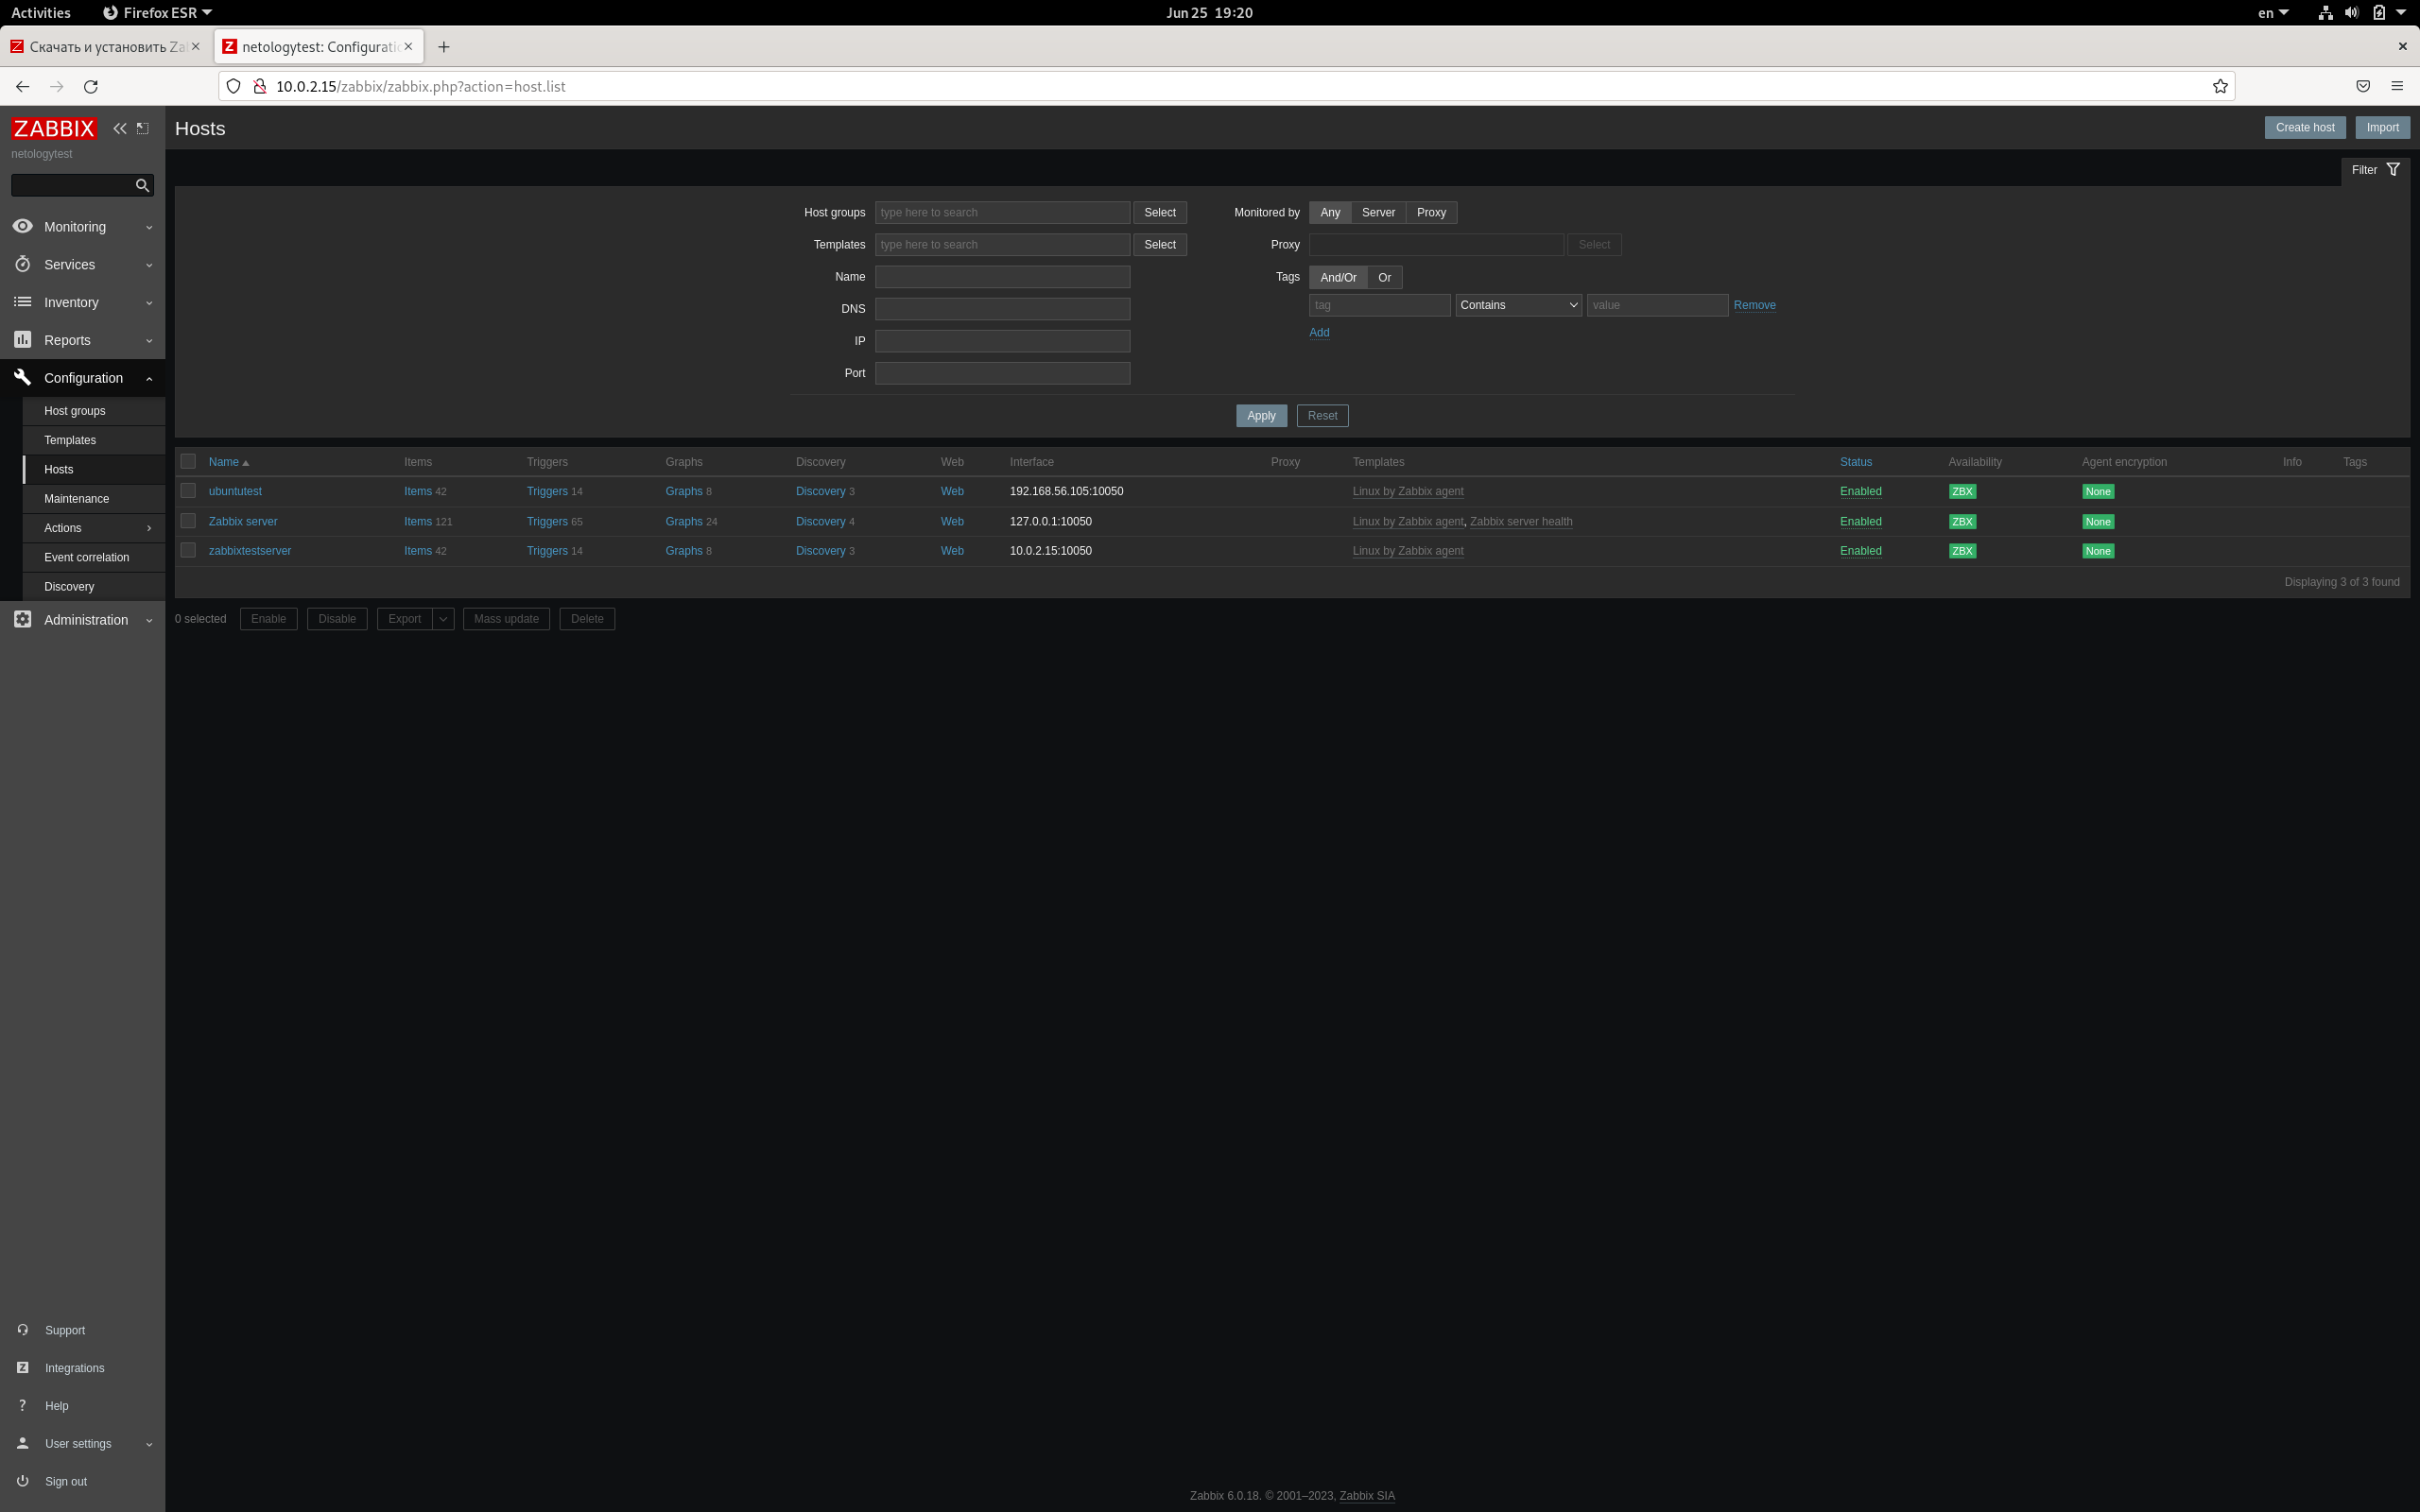 Activities Firefox ESR Jun 25 19:20 en
Скачать и установить Za netologytest: Configuratio
10.0.2.15/zabbix/zabbix.php?action=host.list
ZABBIX
netologytest
Monitoring
Services
Inventory
Reports
Configuration
Host groups
Templates
Hosts
Maintenance
Actions
Event correlation
Discovery
Administration
Support
Integrations
Help
User settings
Sign out
Hosts Create host Import
Filter
Host groups type here to search Select Monitored by Any Server Proxy
Templates type here to search Select Proxy Select
Name Tags And/Or Or
DNS tag Contains value Remove
IP Add
Port
Apply Reset
Name Items Triggers Graphs Discovery Web Interface Proxy Templates Status Availability Agent encryption Info Tags
ubuntutest Items 42 Triggers 14 Graphs 8 Discovery 3 Web 192.168.56.105:10050 Linux by Zabbix agent Enabled ZBX None
Zabbix server Items 121 Triggers 65 Graphs 24 Discovery 4 Web 127.0.0.1:10050 Linux by Zabbix agent, Zabbix server health Enabled ZBX None
zabbixtestserver Items 42 Triggers 14 Graphs 8 Discovery 3 Web 10.0.2.15:10050 Linux by Zabbix agent Enabled ZBX None
Displaying 3 of 3 found
0 selected Enable Disable Export Mass update Delete
Zabbix 6.0.18. © 2001–2023, Zabbix SIA